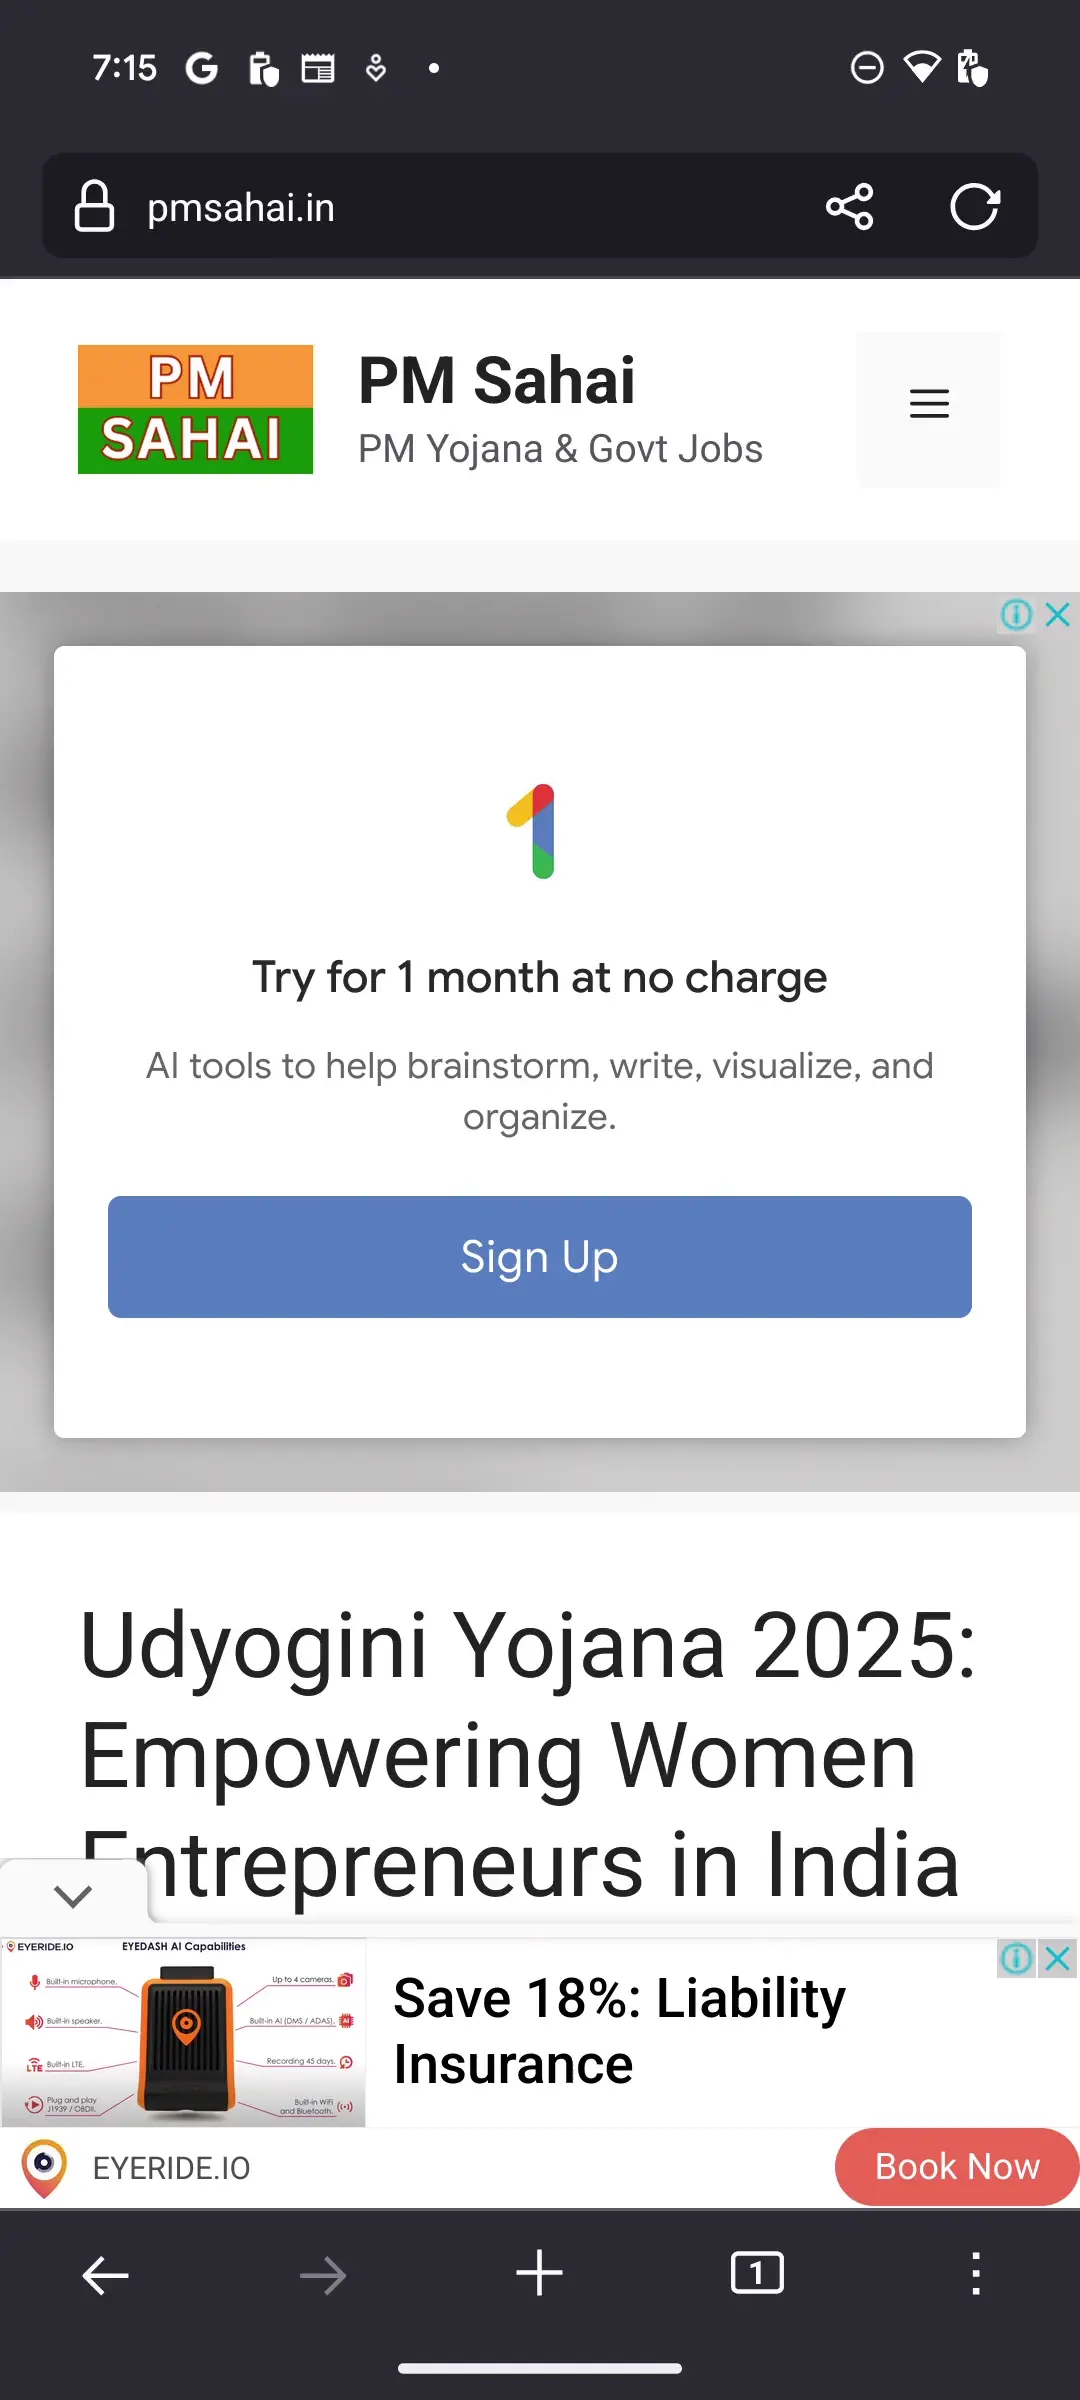 7:15
pmsahai.in
PM
SAHAI
PM Sahai
PM Yojana & Govt Jobs
Try for 1 month at no charge
AI tools to help brainstorm, write, visualize, and
organize.
Sign Up
Udyogini Yojana 2025:
Empowering Women
Entrepreneurs in India
EYERIDE.IO
EYEDASH AI Capabilities
Built-in microphone.
Up to 4 cameras.
Built-in speaker.
Built-in AI (DMS / ADAS).
AI
Built-in LTE.
LTE
Recording 45 days.
Plug and play
J1939 / OBDII.
Built-in WiFi
and Bluetooth.
Save 18%: Liability
Insurance
EYERIDE.IO
Book Now
1